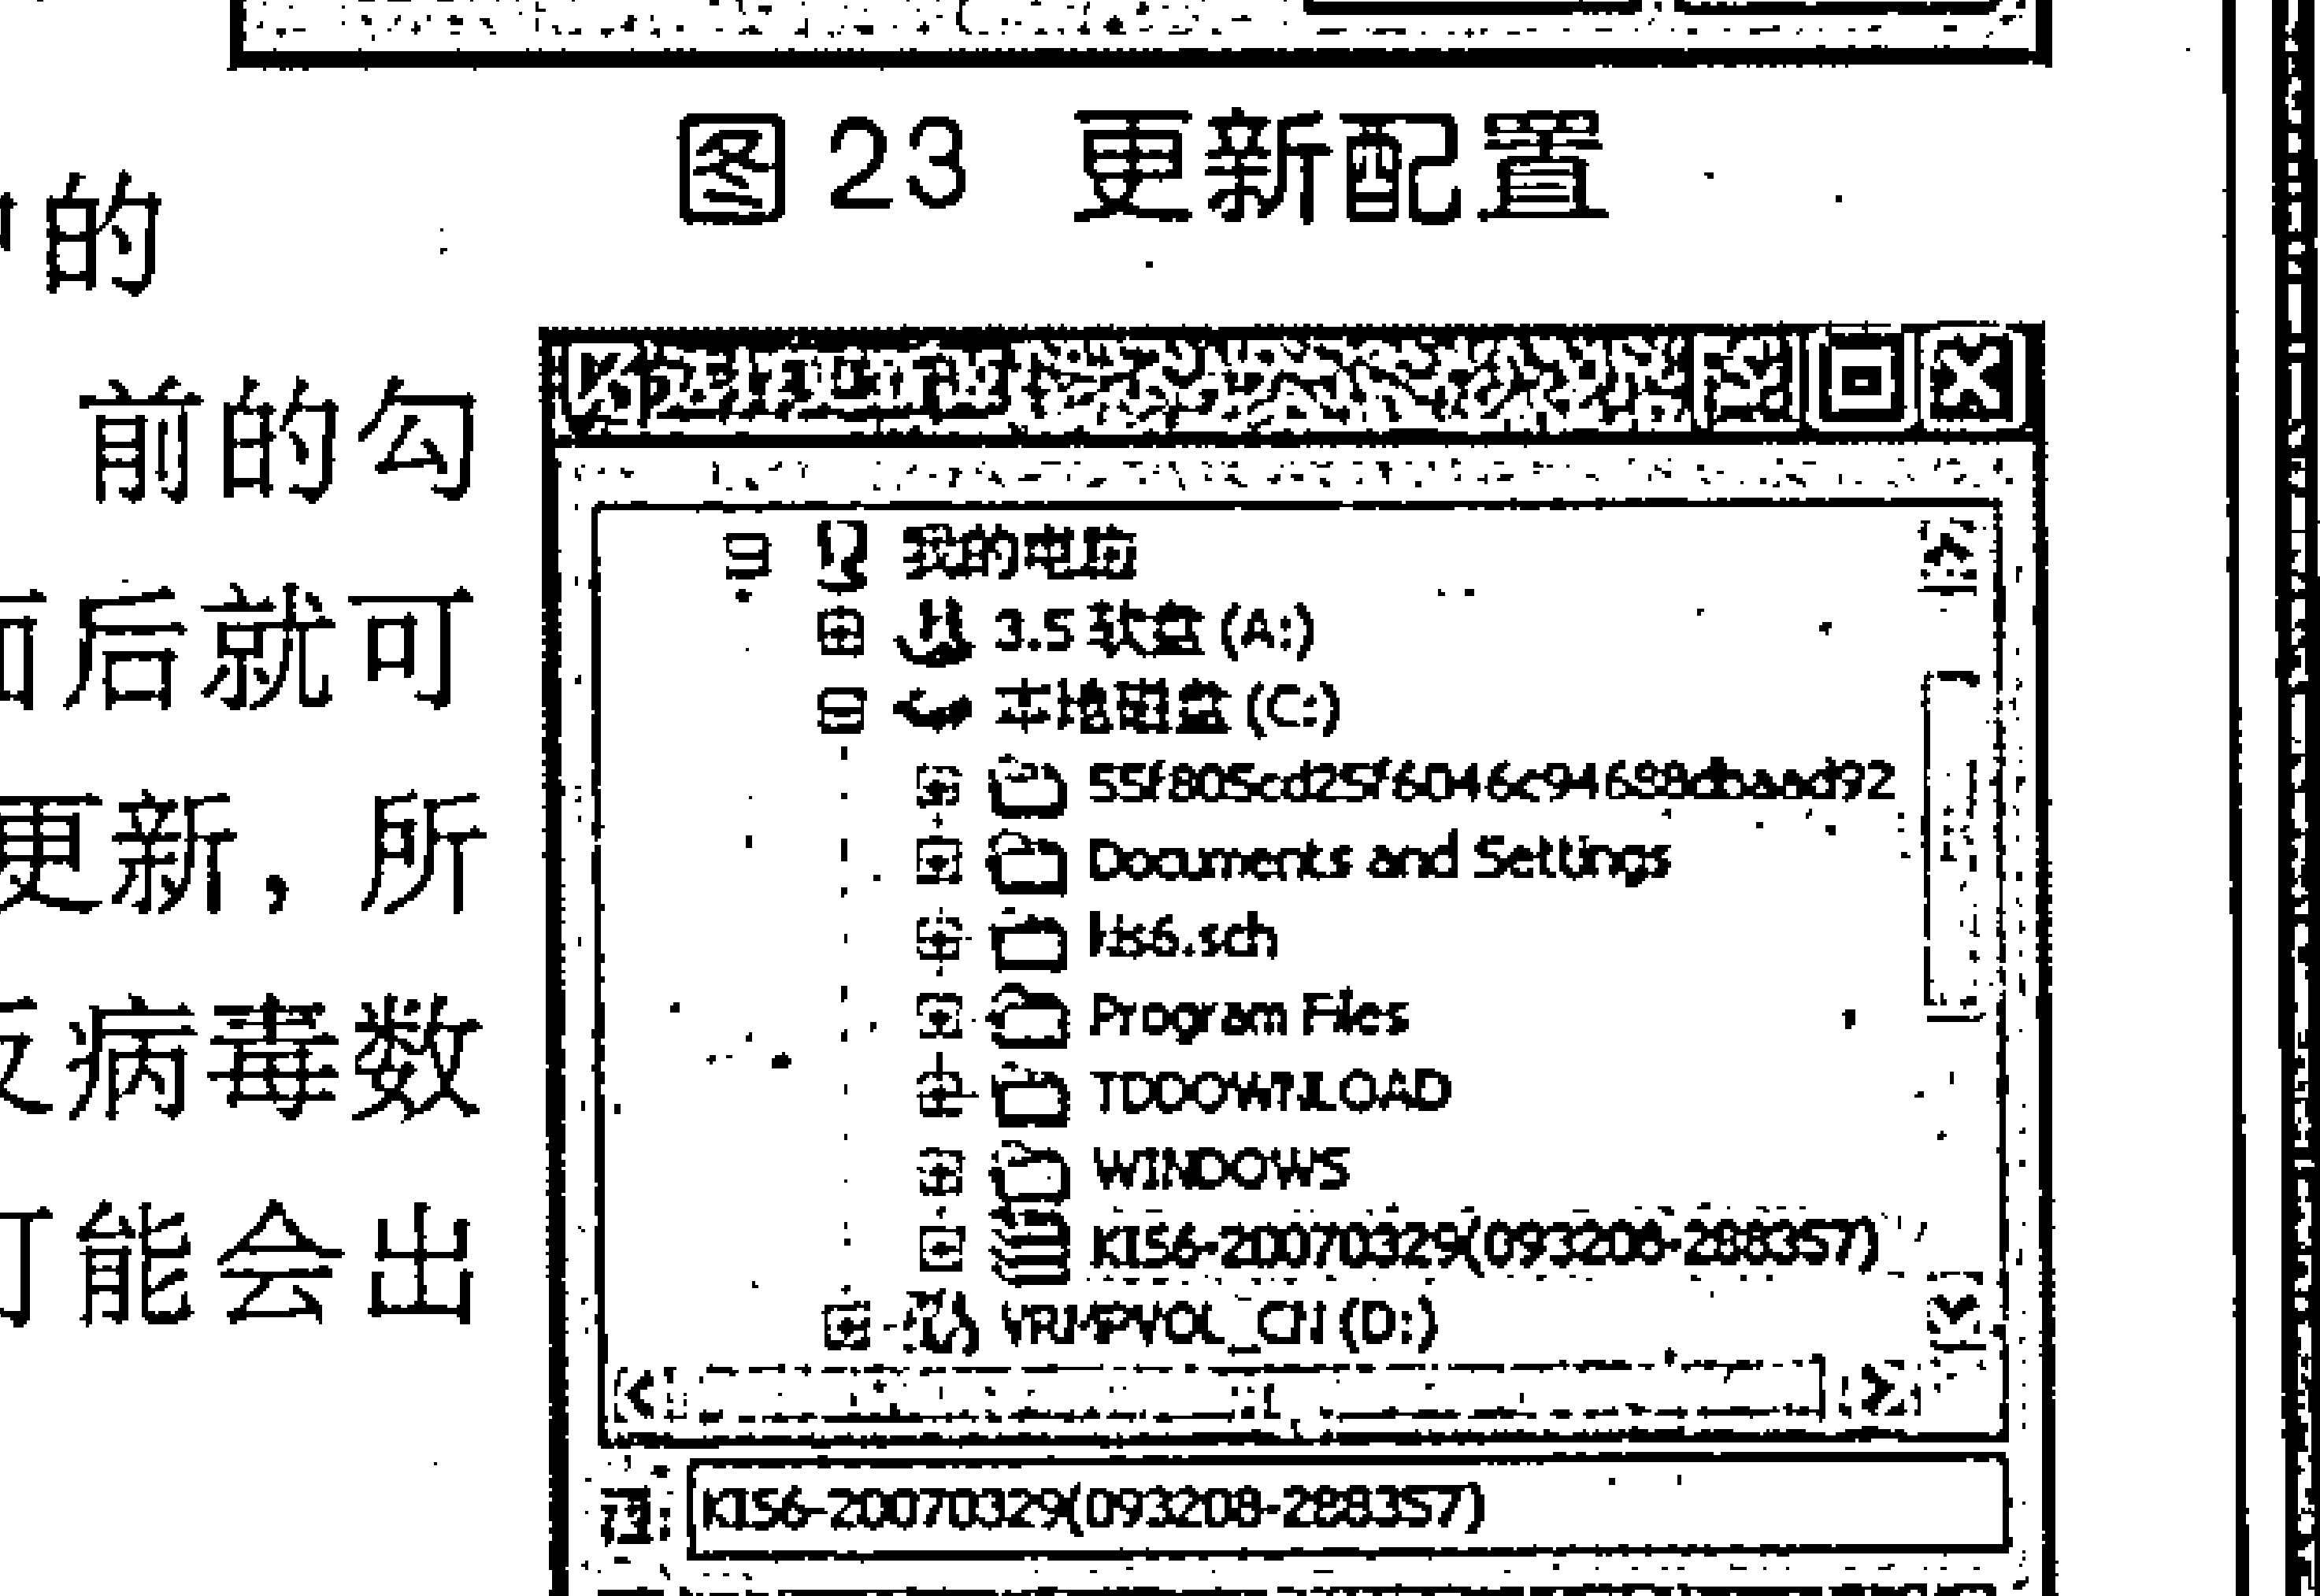 图 23 更新配置
的
前的勾
后就可
更新，所
反病毒数
能会出
我的电脑
3.5 软盘 (A:)
本地磁盘 (C:)
Documents and Settings
kis6.sch
Program Files
TDDOWNLOAD
WINDOWS
KIS6-20070329(093208-288357)
VRMPVOL_CN (D:)
KIS6-20070329(093208-288357)